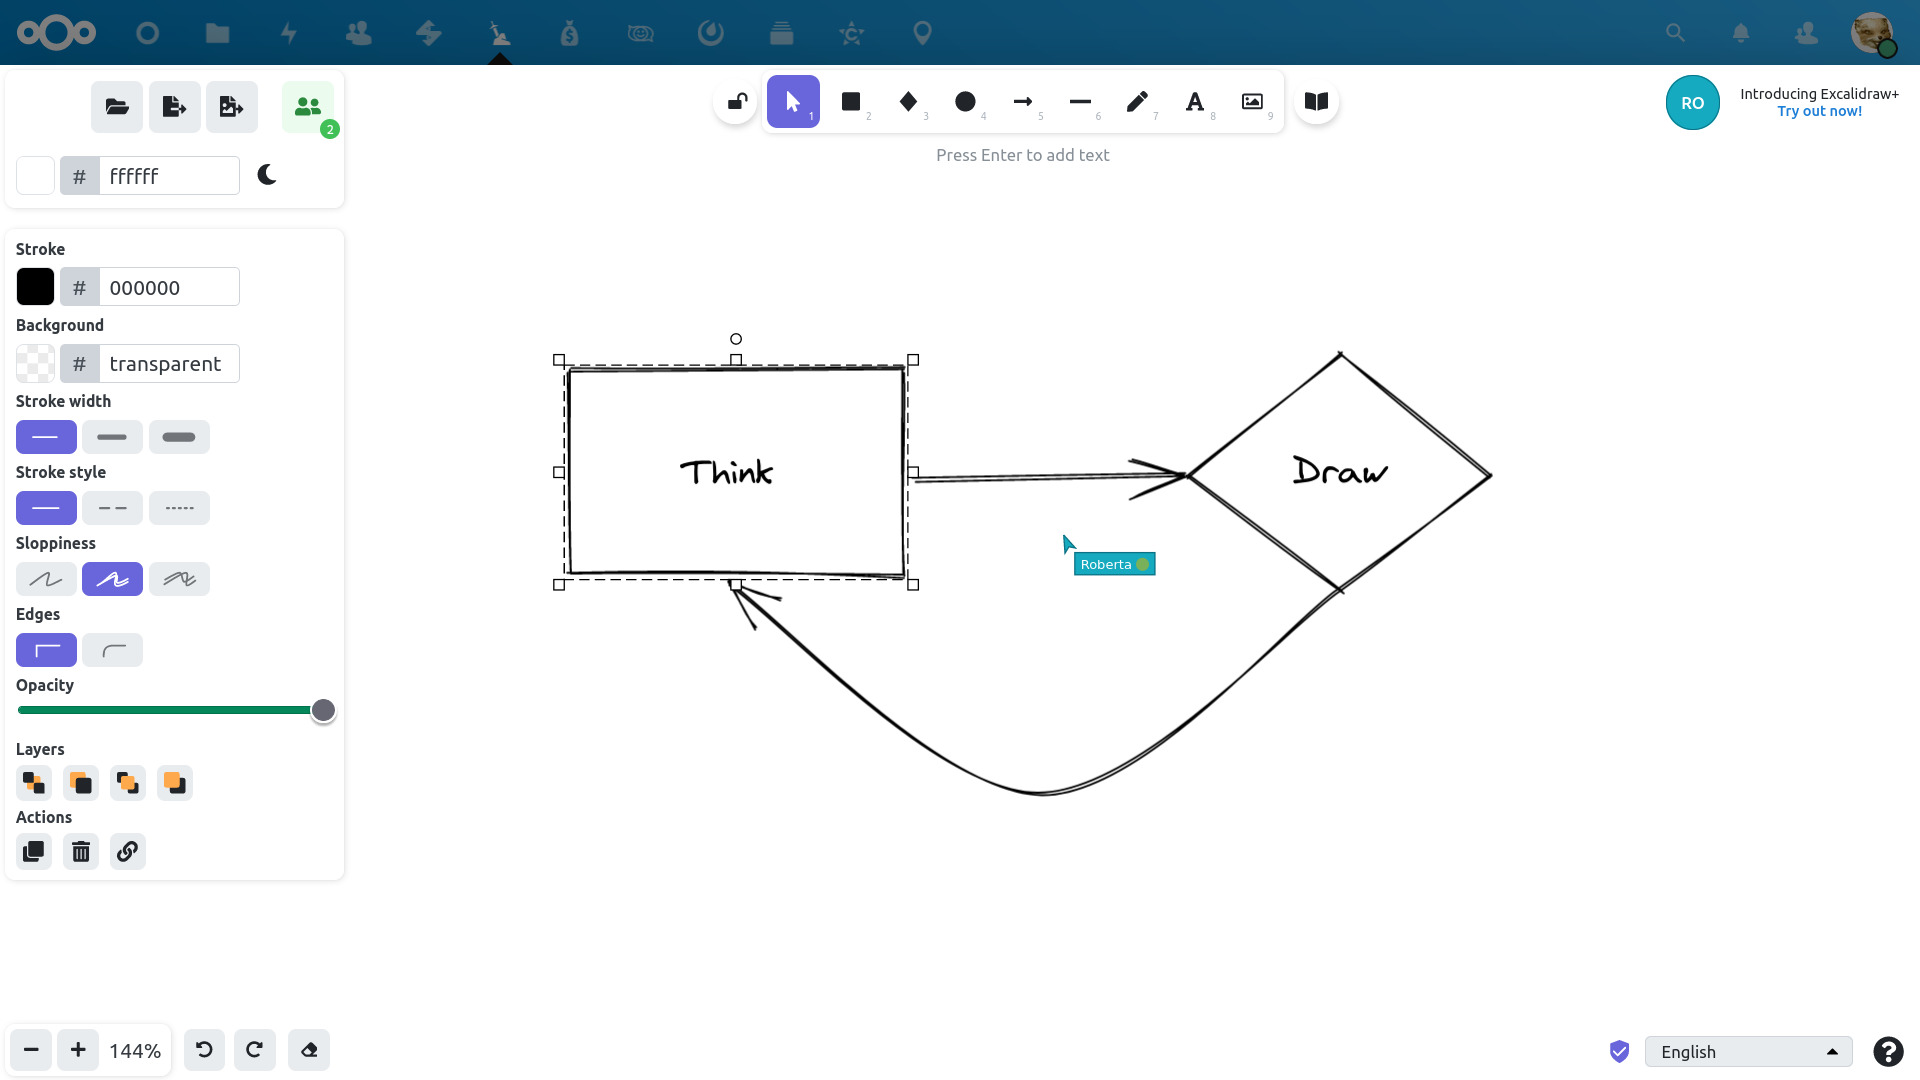 2
# ffffff
1
2
3
4
5
6
7
8
9
Press Enter to add text
RO
Introducing Excalidraw+
Try out now!
Stroke
# 000000
Background
# transparent
Stroke width
Stroke style
Sloppiness
Edges
Opacity
Layers
Actions
Think
Draw
Roberta
144%
English
?